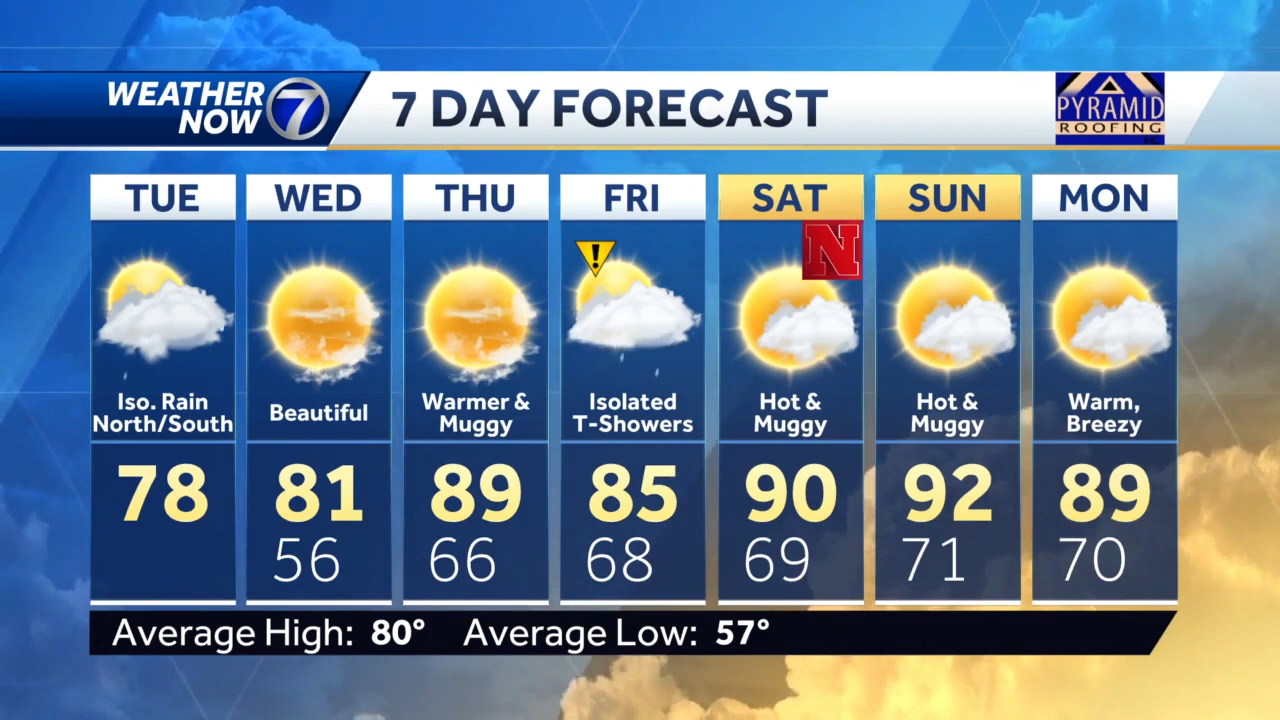 WEATHER
NOW 7
7 DAY FORECAST
PYRAMID
ROOFING
TUE WED THU FRI SAT SUN MON
!
N
Iso. Rain
North/South
Beautiful
Warmer &
Muggy
Isolated
T-Showers
Hot &
Muggy
Hot &
Muggy
Warm,
Breezy
78 81 89 85 90 92 89
56 66 68 69 71 70
Average High: 80° Average Low: 57°